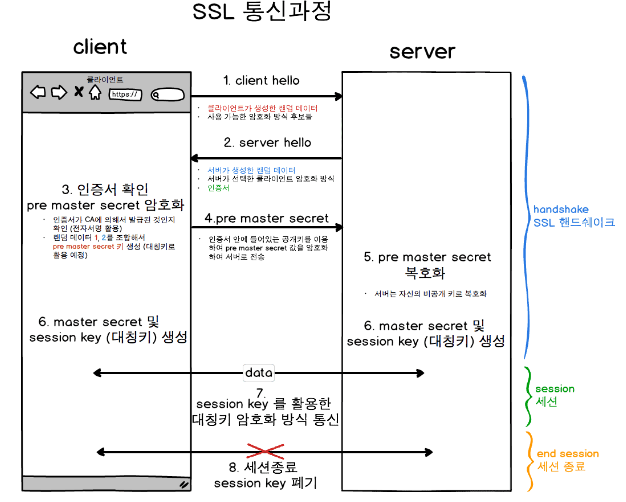 SSL 통신과정
client
server
클라이언트
https://
1. client hello
클라이언트가 생성한 랜덤 데이터
사용 가능한 암호화 방식 후보들
2. server hello
서버가 생성한 랜덤 데이터
서버가 선택한 클라이언트 암호화 방식
인증서
3. 인증서 확인
pre master secret 암호화
인증서가 CA에 의해서 발급된 것인지
확인 (전자서명 활용)
랜덤 데이터 1, 2를 조합해서
pre master secret 키 생성 (대칭키로
활용 예정)
4.pre master secret
인증서 안에 들어있는 공개키를 이용
하여 pre master secret 값을 암호화
하여 서버로 전송
5. pre master secret
복호화
서버는 자신의 비공개 키로 복호화
6. master secret 및
session key (대칭키) 생성
6. master secret 및
session key (대칭키) 생성
handshake
SSL 핸드쉐이크
data
7.
session key 를 활용한
대칭키 암호화 방식 통신
session
세션
8. 세션종료
session key 폐기
end session
세션 종료